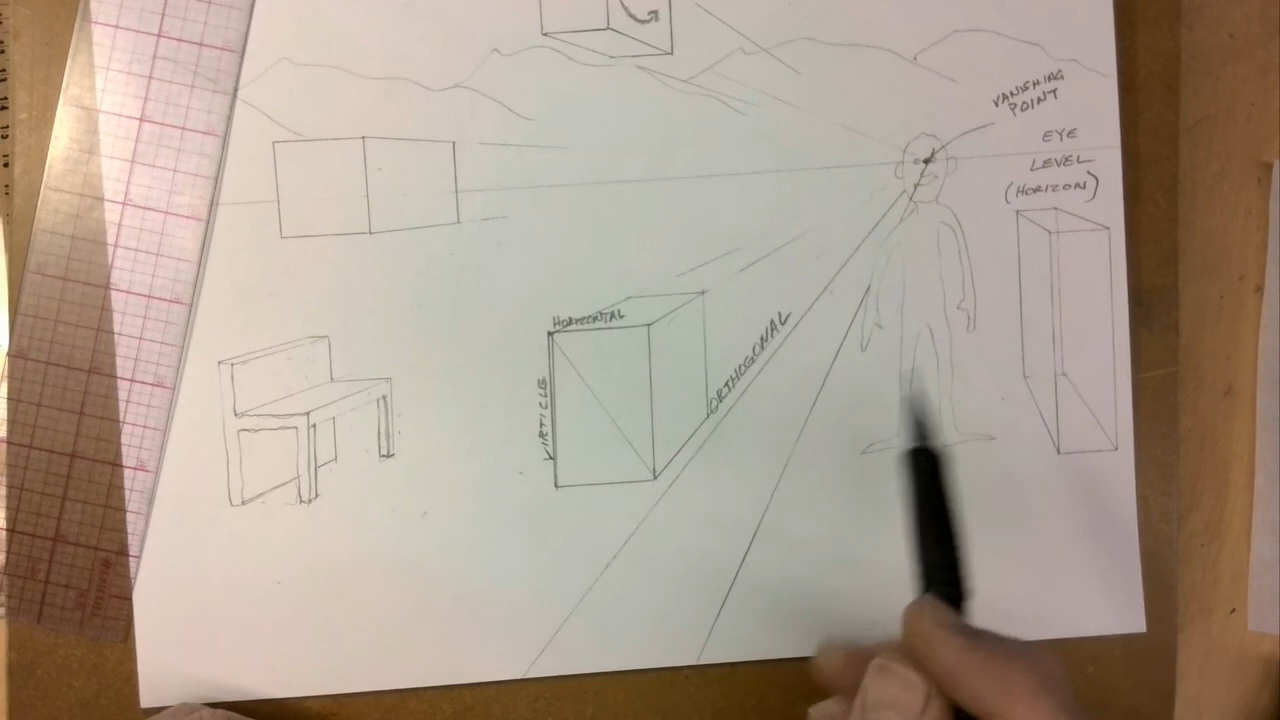 VANISHING
POINT
EYE
LEVEL
(HORIZON)
HORIZONTAL
VIRTICLE
ORTHOGONAL